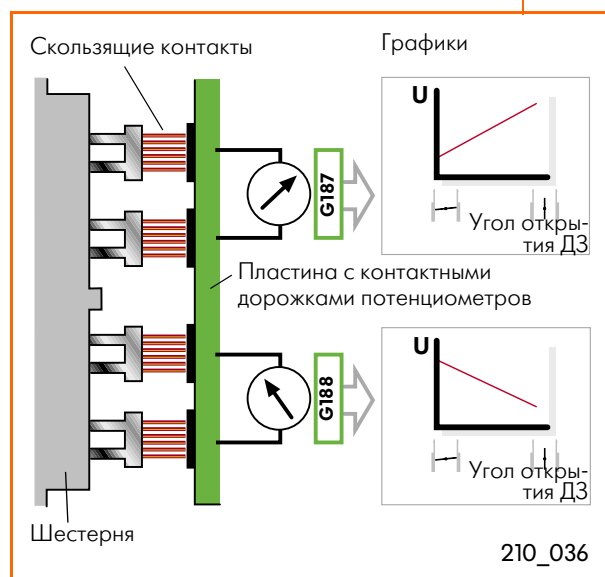 Скользящие контакты
Графики
U
G187
Угол откры-
тия ДЗ
Пластина с контактными
дорожками потенциометров
U
G188
Угол откры-
тия ДЗ
Шестерня
210_036